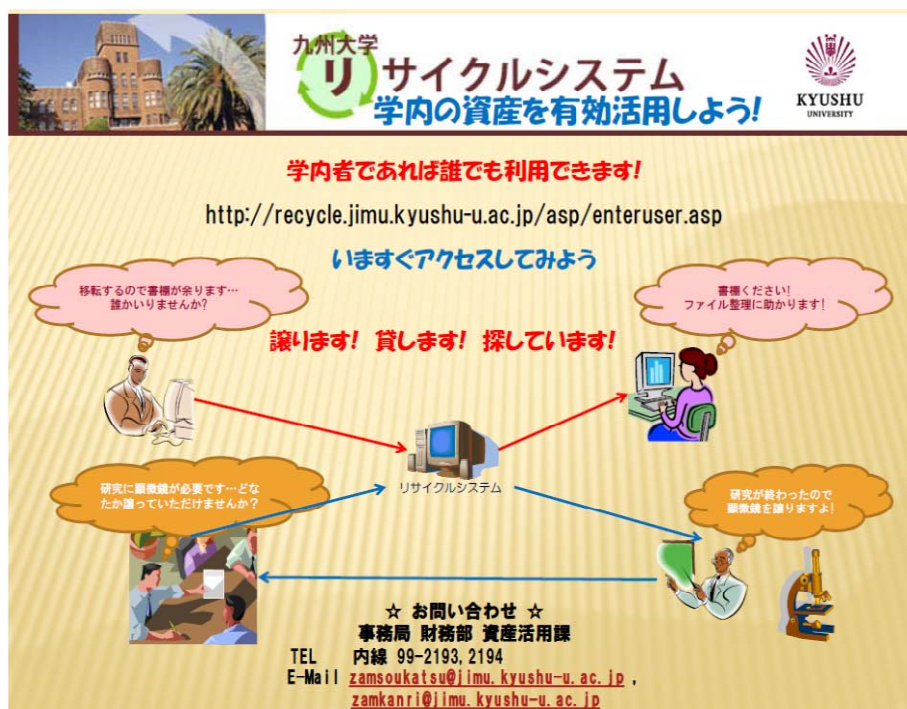 九州大学
リサイクルシステム
学内の資産を有効活用しよう!
KYUSHU
UNIVERSITY
学内者であれば誰でも利用できます!
http://recycle.jimu.kyushu-u.ac.jp/asp/enteruser.asp
いますぐアクセスしてみよう
移転するので書棚が余ります…
誰かいりませんか?
書棚ください!
ファイル整理に助かります!
譲ります! 貸します! 探しています!
リサイクルシステム
研究に顕微鏡が必要です…どな
たか譲っていただけませんか?
研究が終わったので
顕微鏡を譲りますよ!
☆ お問い合わせ ☆
事務局 財務部 資産活用課
TEL 内線 99-2193,2194
E-Mail zamsoukatsu@jimu.kyushu-u.ac.jp ,
zamkanri@jimu.kyushu-u.ac.jp